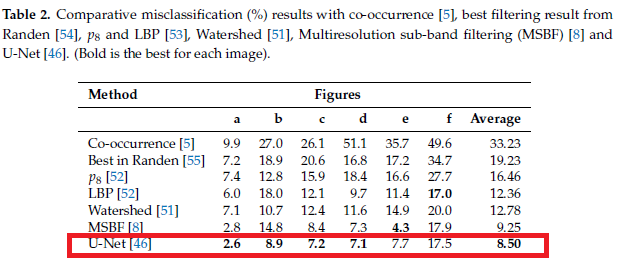 Table 2. Comparative misclassification (%) results with co-occurrence [5], best filtering result from
Randen [54], p8 and LBP [53], Watershed [51], Multiresolution sub-band filtering (MSBF) [8] and
U-Net [46]. (Bold is the best for each image).
Method Figures
a b c d e f Average
Co-occurrence [5] 9.9 27.0 26.1 51.1 35.7 49.6 33.23
Best in Randen [55] 7.2 18.9 20.6 16.8 17.2 34.7 19.23
p8 [52] 7.4 12.8 15.9 18.4 16.6 27.7 16.46
LBP [52] 6.0 18.0 12.1 9.7 11.4 17.0 12.36
Watershed [51] 7.1 10.7 12.4 11.6 14.9 20.0 12.78
MSBF [8] 2.8 14.8 8.4 7.3 4.3 17.9 9.25
U-Net [46] 2.6 8.9 7.2 7.1 7.7 17.5 8.50